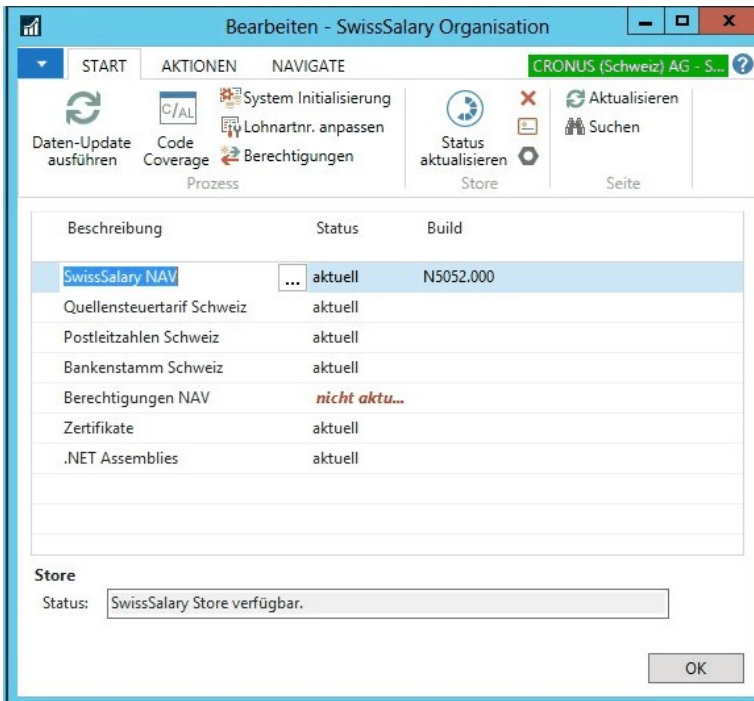 Bearbeiten - SwissSalary Organisation
START AKTIONEN NAVIGATE CRONUS (Schweiz) AG - S... ?
Daten-Update ausführen
C/AL
Code Coverage
System Initialisierung
Lohnartnr. anpassen
Berechtigungen
Prozess
Status aktualisieren
Store
Aktualisieren
Suchen
Seite
Beschreibung Status Build
SwissSalary NAV ... aktuell N5052.000
Quellensteuertarif Schweiz aktuell
Postleitzahlen Schweiz aktuell
Bankenstamm Schweiz aktuell
Berechtigungen NAV nicht aktu...
Zertifikate aktuell
.NET Assemblies aktuell
Store
Status: SwissSalary Store verfügbar.
OK